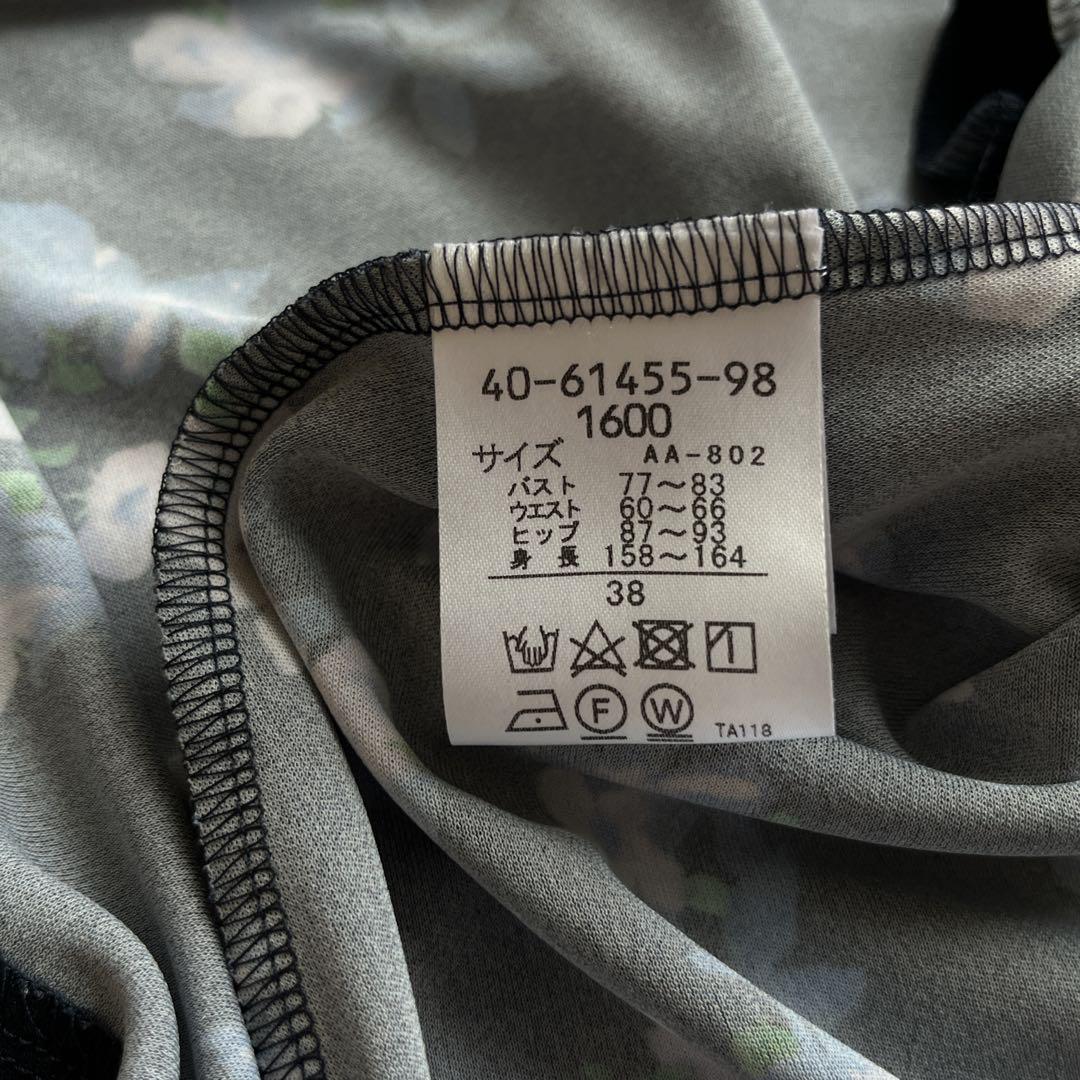 40-61455-98
1600
サイズ AA-802
バスト 77～83
ウエスト 60～66
ヒップ 87～93
身長 158～164
38
F W TA118